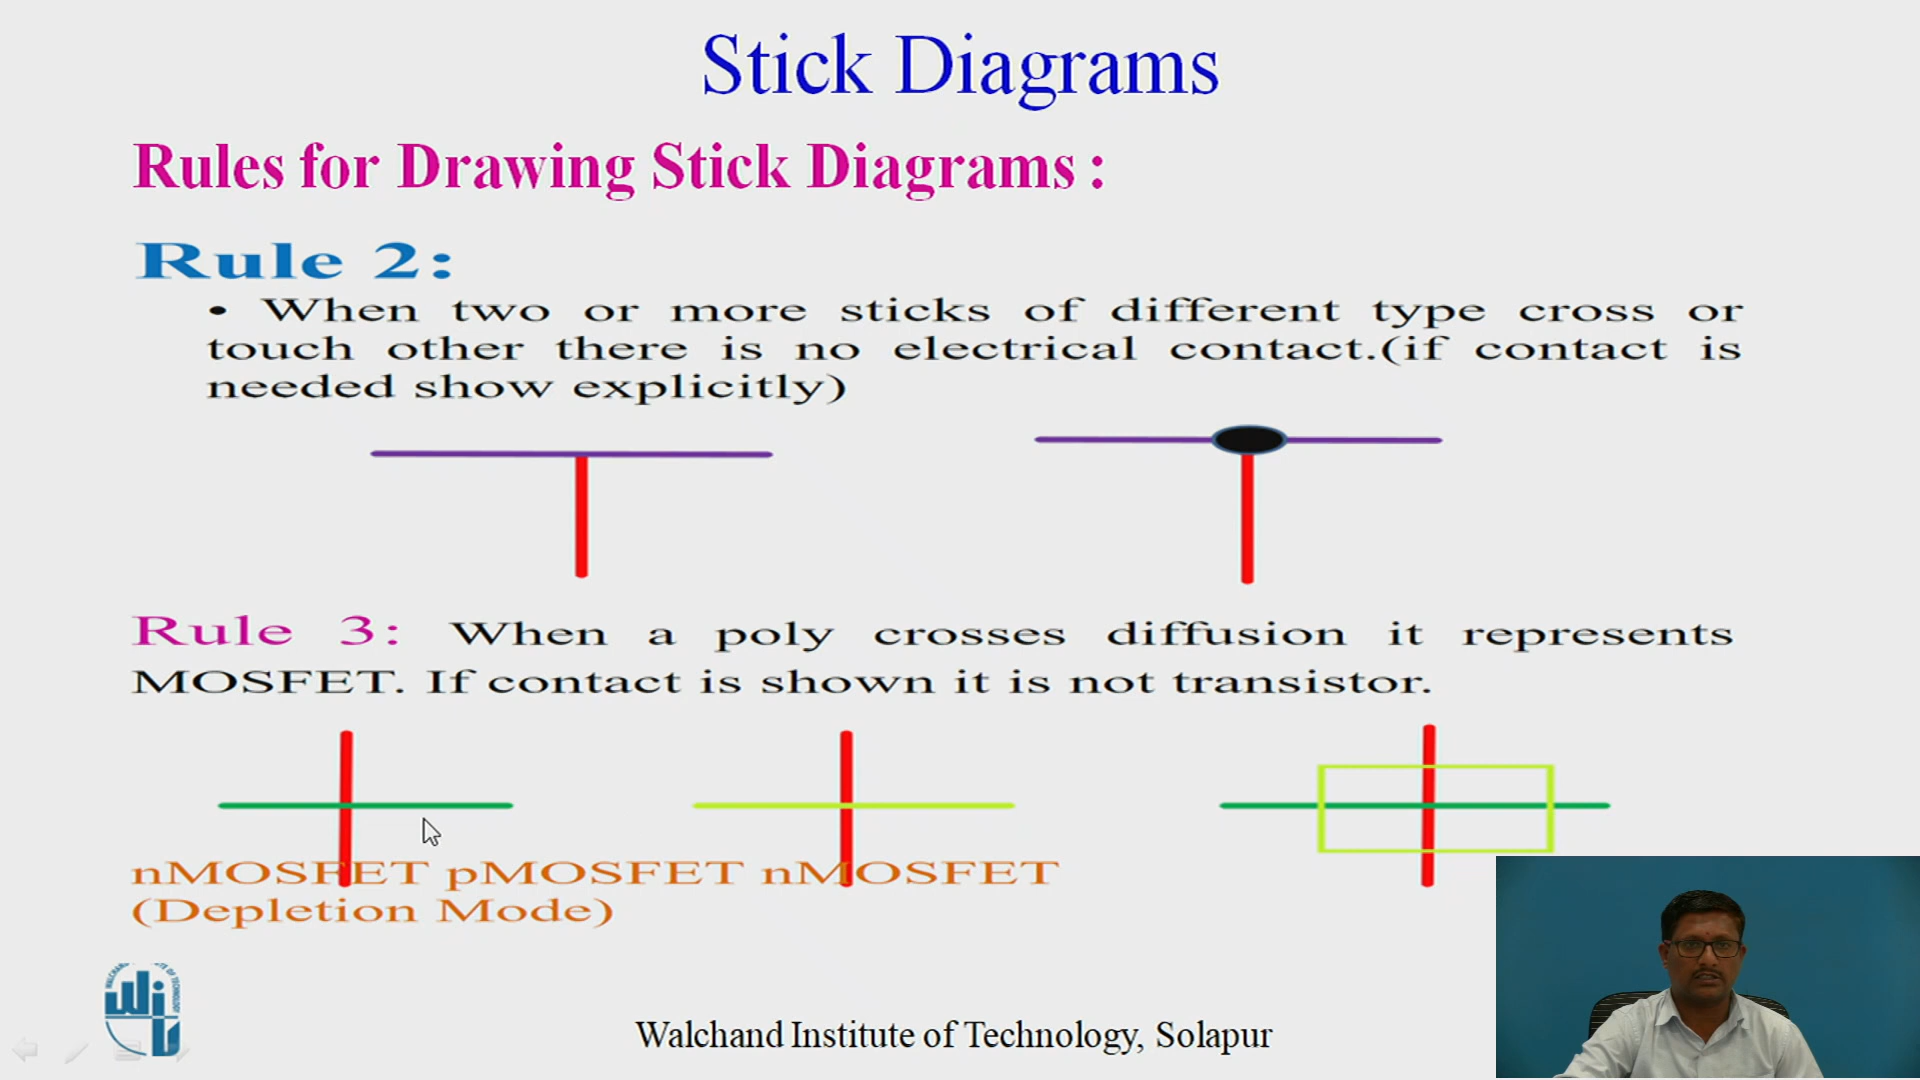 Stick Diagrams
Rules for Drawing Stick Diagrams :
Rule 2:
• When two or more sticks of different type cross or
touch other there is no electrical contact.(if contact is
needed show explicitly)
Rule 3: When a poly crosses diffusion it represents
MOSFET. If contact is shown it is not transistor.
nMOSFET pMOSFET nMOSFET
(Depletion Mode)
Walchand Institute of Technology, Solapur